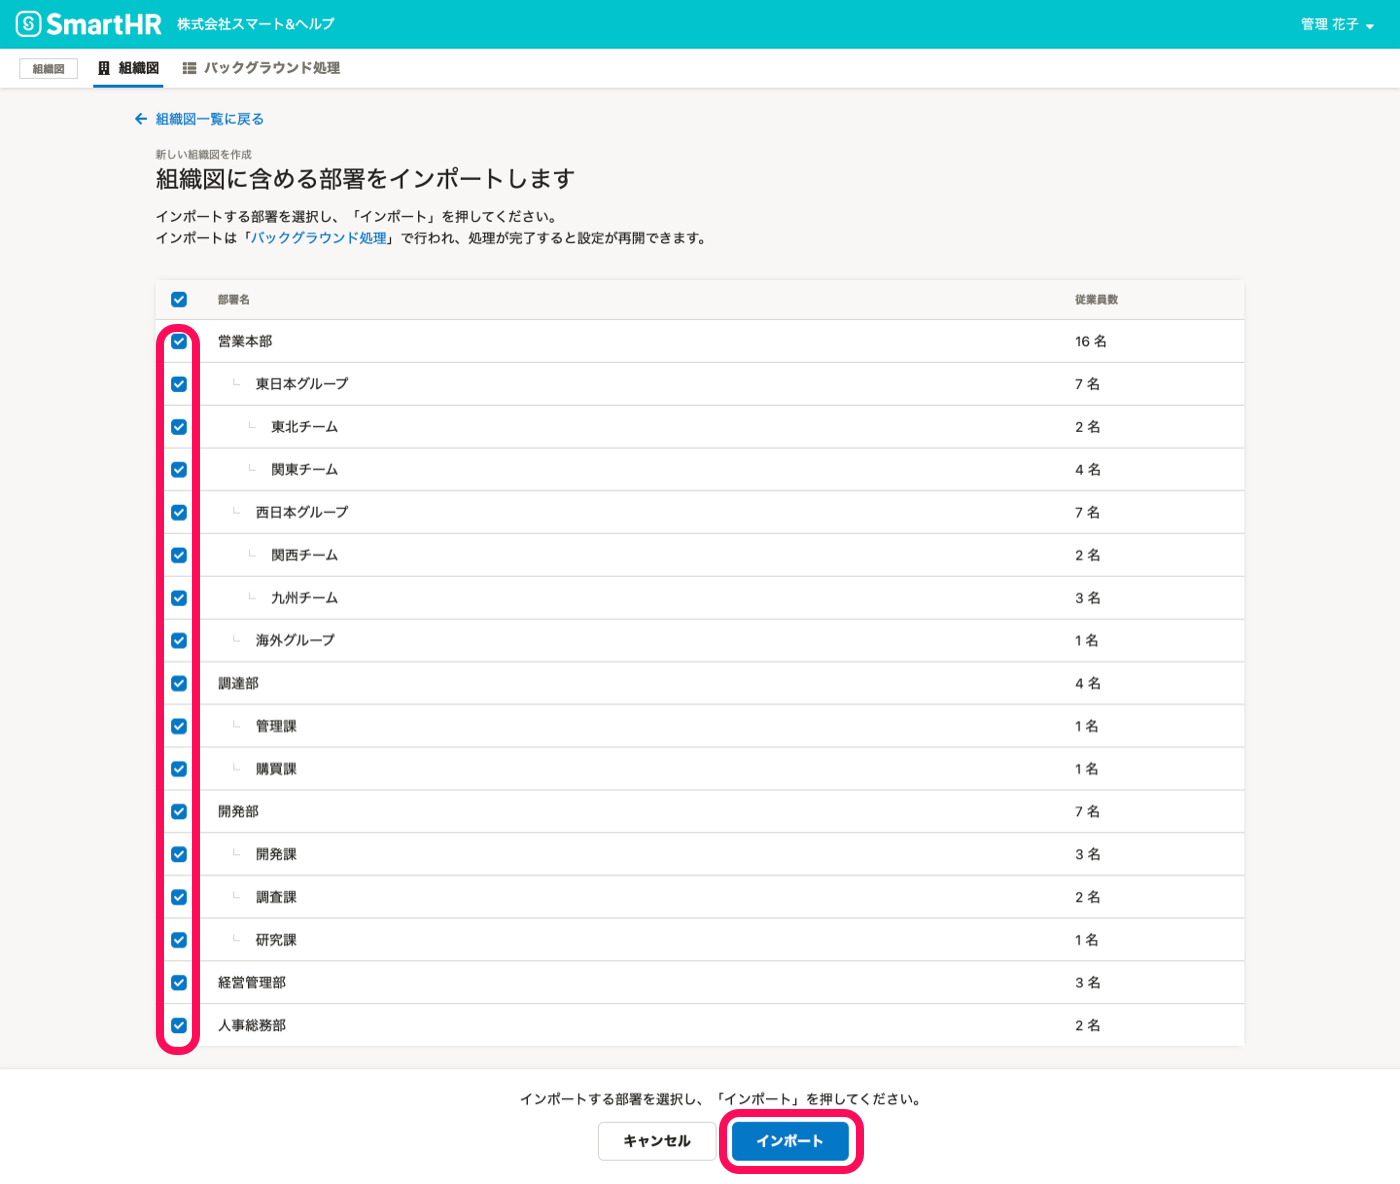 SmartHR 株式会社スマート&ヘルプ 管理 花子
組織図 組織図 バックグラウンド処理
組織図一覧に戻る
新しい組織図を作成
組織図に含める部署をインポートします
インポートする部署を選択し、「インポート」を押してください。
インポートは「バックグラウンド処理」で行われ、処理が完了すると設定が再開できます。
部署名 従業員数
営業本部 16 名
東日本グループ 7 名
東北チーム 2 名
関東チーム 4 名
西日本グループ 7 名
関西チーム 2 名
九州チーム 3 名
海外グループ 1 名
調達部 4 名
管理課 1 名
購買課 1 名
開発部 7 名
開発課 3 名
調査課 2 名
研究課 1 名
経営管理部 3 名
人事総務部 2 名
インポートする部署を選択し、「インポート」を押してください。
キャンセル インポート